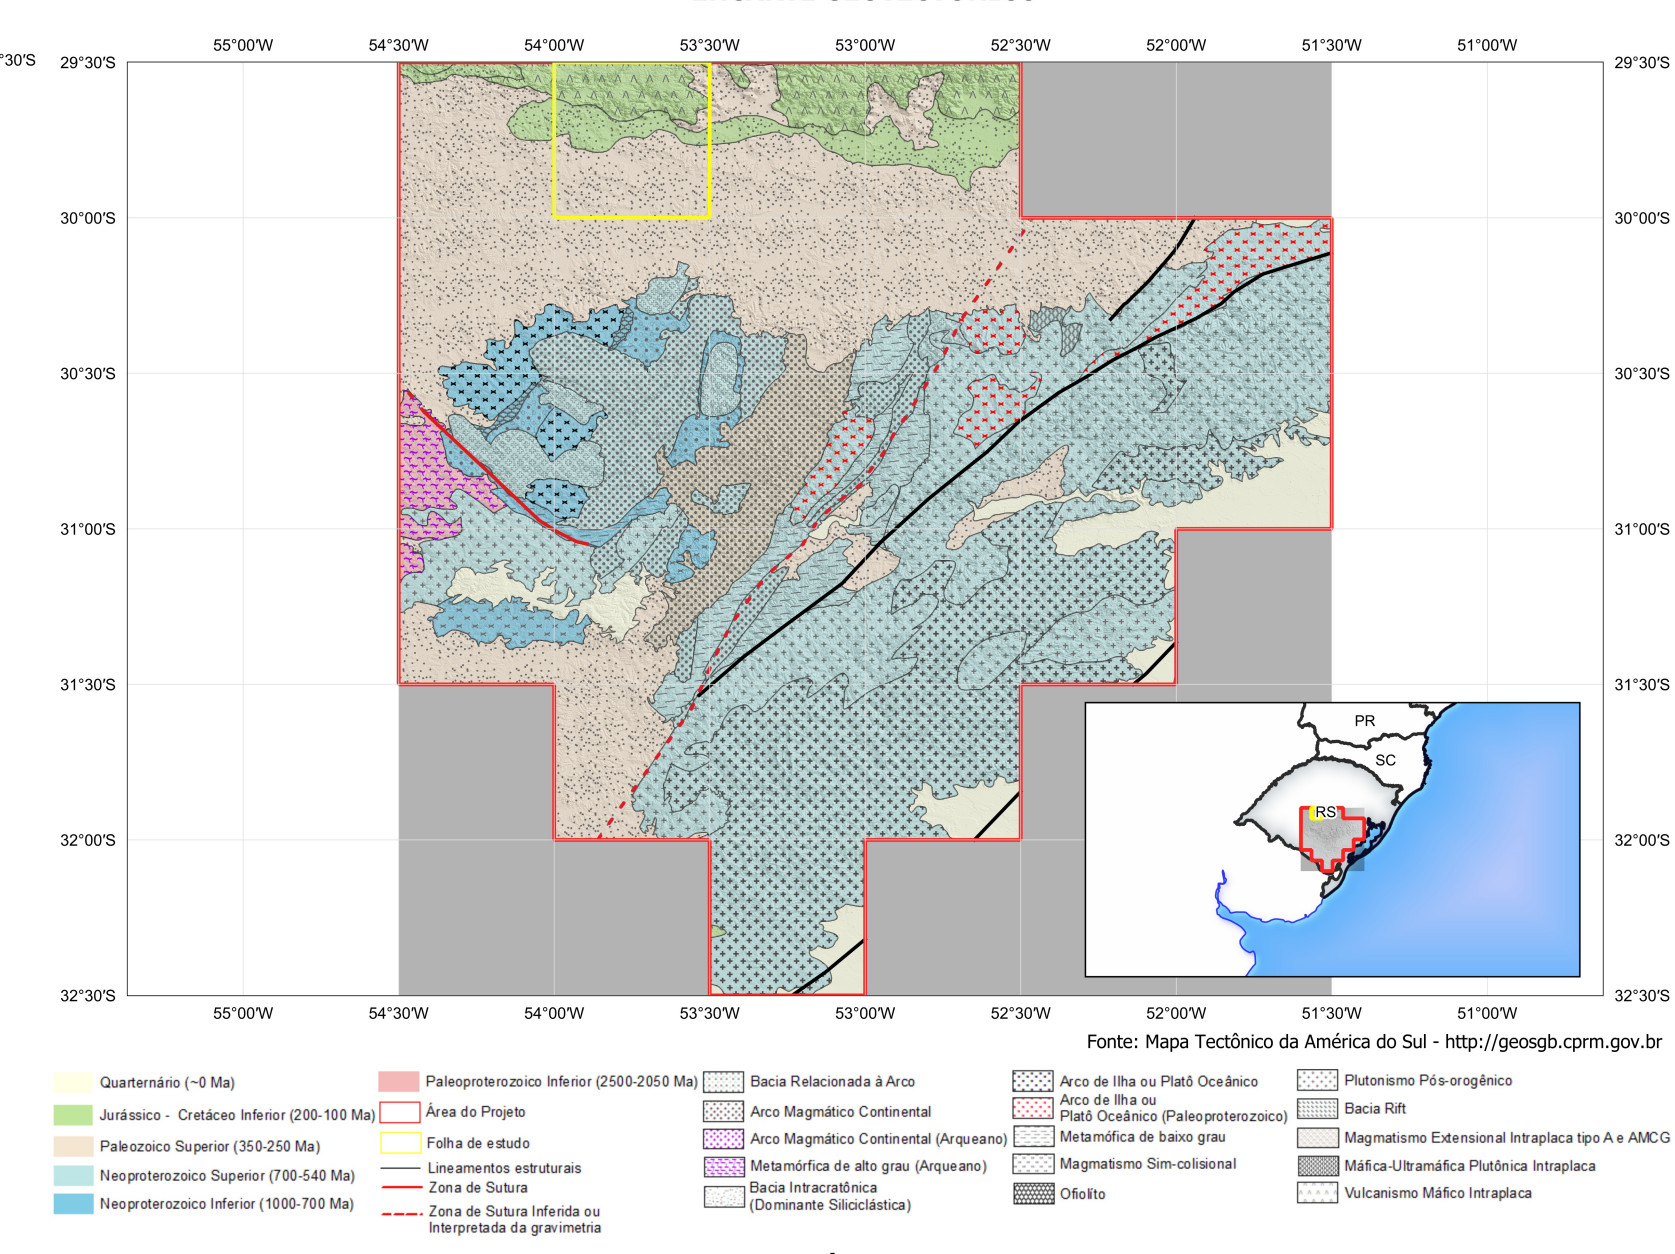 55°00'W 54°30'W 54°00'W 53°30'W 53°00'W 52°30'W 52°00'W 51°30'W 51°00'W
°30'S
29°30'S 29°30'S
30°00'S 30°00'S
30°30'S 30°30'S
31°00'S 31°00'S
31°30'S 31°30'S
PR
SC
RS
32°00'S 32°00'S
32°30'S 32°30'S
55°00'W 54°30'W 54°00'W 53°30'W 53°00'W 52°30'W 52°00'W 51°30'W 51°00'W
Fonte: Mapa Tectônico da América do Sul - http://geosgb.cprm.gov.br
Quarternário (~0 Ma)
Jurássico - Cretáceo Inferior (200-100 Ma)
Paleozoico Superior (350-250 Ma)
Neoproterozoico Superior (700-540 Ma)
Neoproterozoico Inferior (1000-700 Ma)
Paleoproterozoico Inferior (2500-2050 Ma)
Área do Projeto
Folha de estudo
Lineamentos estruturais
Zona de Sutura
Zona de Sutura Inferida ou
Interpretada da gravimetria
Bacia Relacionada à Arco
Arco Magmático Continental
Arco Magmático Continental (Arqueano)
Metamórfica de alto grau (Arqueano)
Bacia Intracratônica
(Dominante Siliciclástica)
Arco de Ilha ou Platô Oceânico
Arco de Ilha ou
Platô Oceânico (Paleoproterozoico)
Metamófica de baixo grau
Magmatismo Sim-colisional
Ofiolíto
Plutonismo Pós-orogênico
Bacia Rift
Magmatismo Extensional Intraplaca tipo A e AMCG
Máfica-Ultramáfica Plutônica Intraplaca
Vulcanismo Máfico Intraplaca